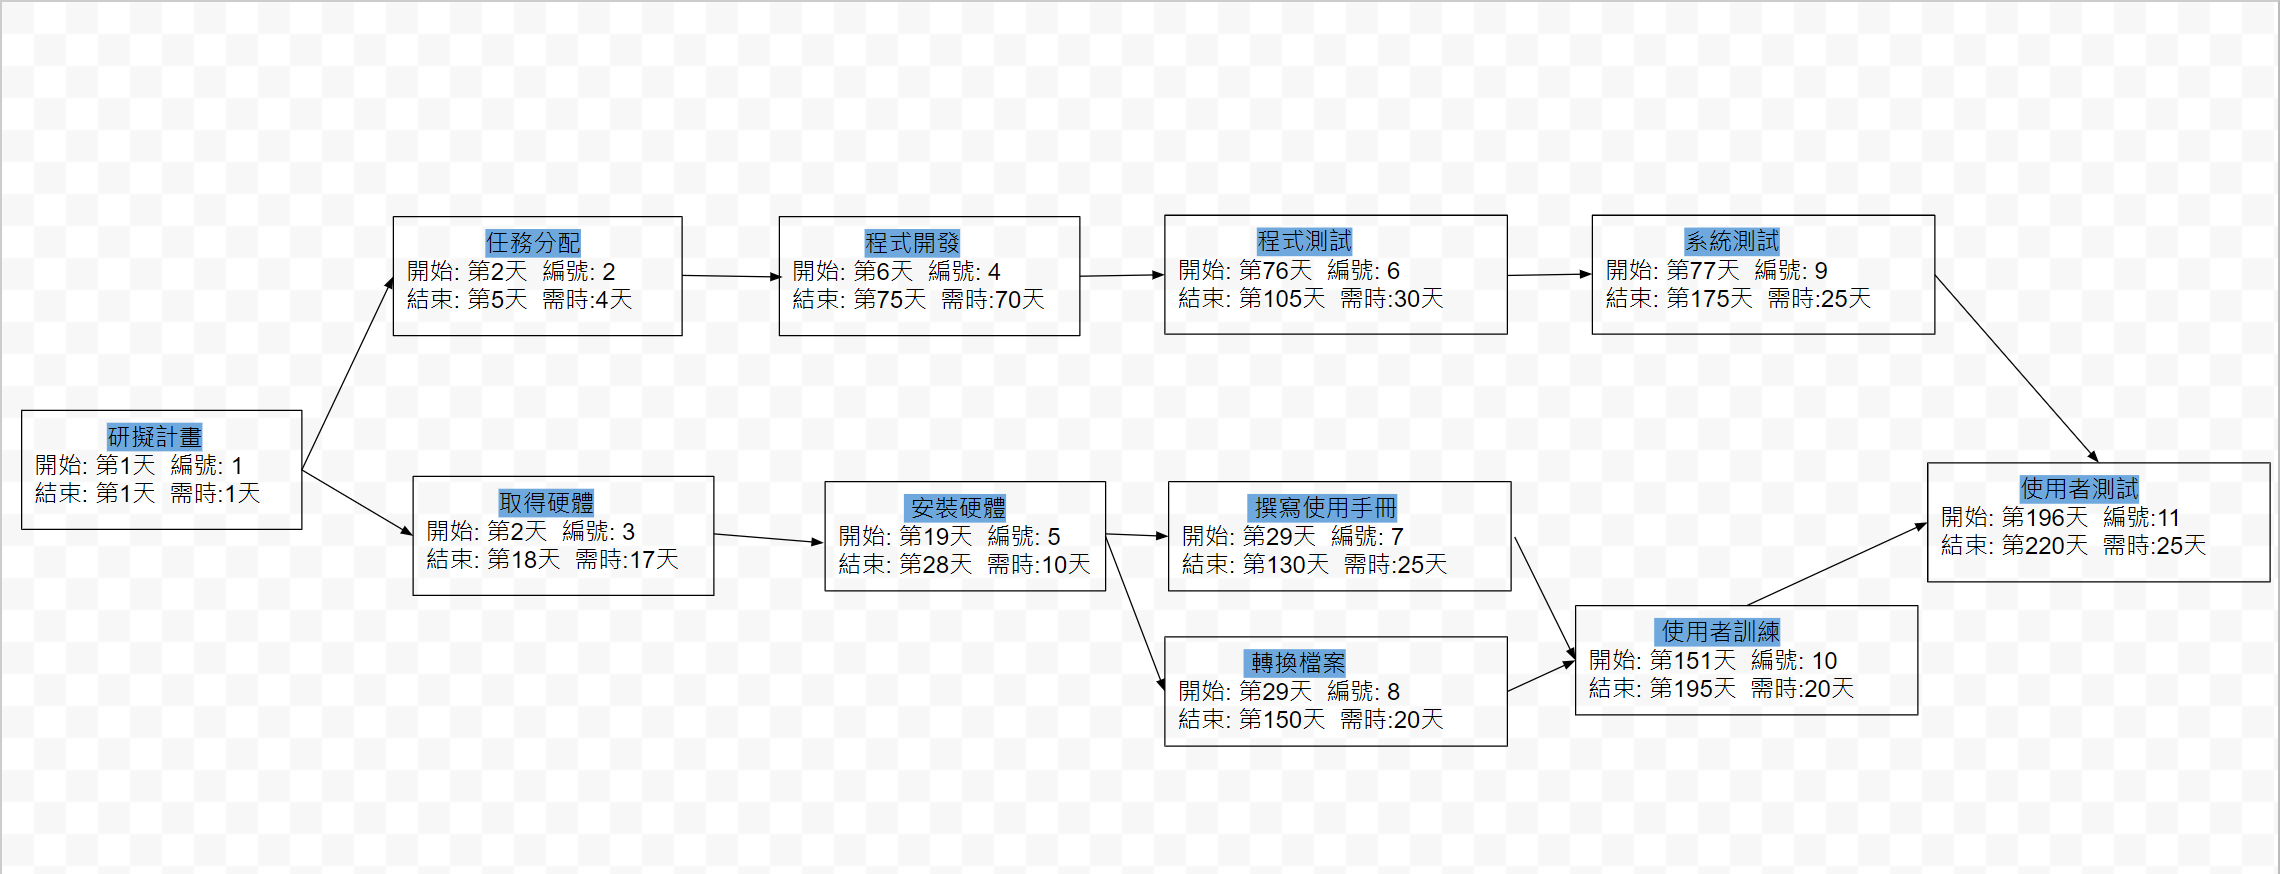 任務分配
開始: 第2天 編號: 2
結束: 第5天 需時:4天
程式開發
開始: 第6天 編號: 4
結束: 第75天 需時:70天
程式測試
開始: 第76天 編號: 6
結束: 第105天 需時:30天
系統測試
開始: 第77天 編號: 9
結束: 第175天 需時:25天
研擬計畫
開始: 第1天 編號: 1
結束: 第1天 需時:1天
取得硬體
開始: 第2天 編號: 3
結束: 第18天 需時:17天
安裝硬體
開始: 第19天 編號: 5
結束: 第28天 需時:10天
撰寫使用手冊
開始: 第29天 編號: 7
結束: 第130天 需時:25天
使用者測試
開始: 第196天 編號:11
結束: 第220天 需時:25天
轉換檔案
開始: 第29天 編號: 8
結束: 第150天 需時:20天
使用者訓練
開始: 第151天 編號: 10
結束: 第195天 需時:20天